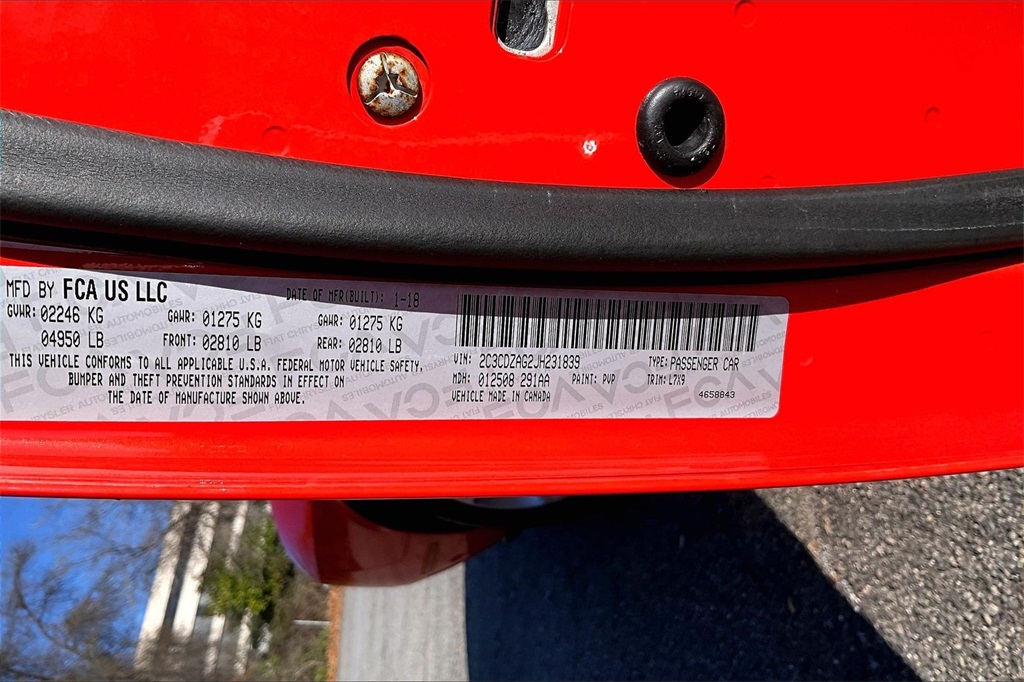 MFD BY FCA US LLC
DATE OF MFR(BUILT): 1-18
GVWR: 02246 KG GAWR: 01275 KG GAWR: 01275 KG
04950 LB FRONT: 02810 LB REAR: 02810 LB
THIS VEHICLE CONFORMS TO ALL APPLICABLE U.S.A. FEDERAL MOTOR VEHICLE SAFETY,
BUMPER AND THEFT PREVENTION STANDARDS IN EFFECT ON
THE DATE OF MANUFACTURE SHOWN ABOVE.
VIN: 2C3CDZAG2JH231839 TYPE: PASSENGER CAR
MDH: 012508 291AA PAINT: PVP TRIM: L7X9
VEHICLE MADE IN CANADA 4658843